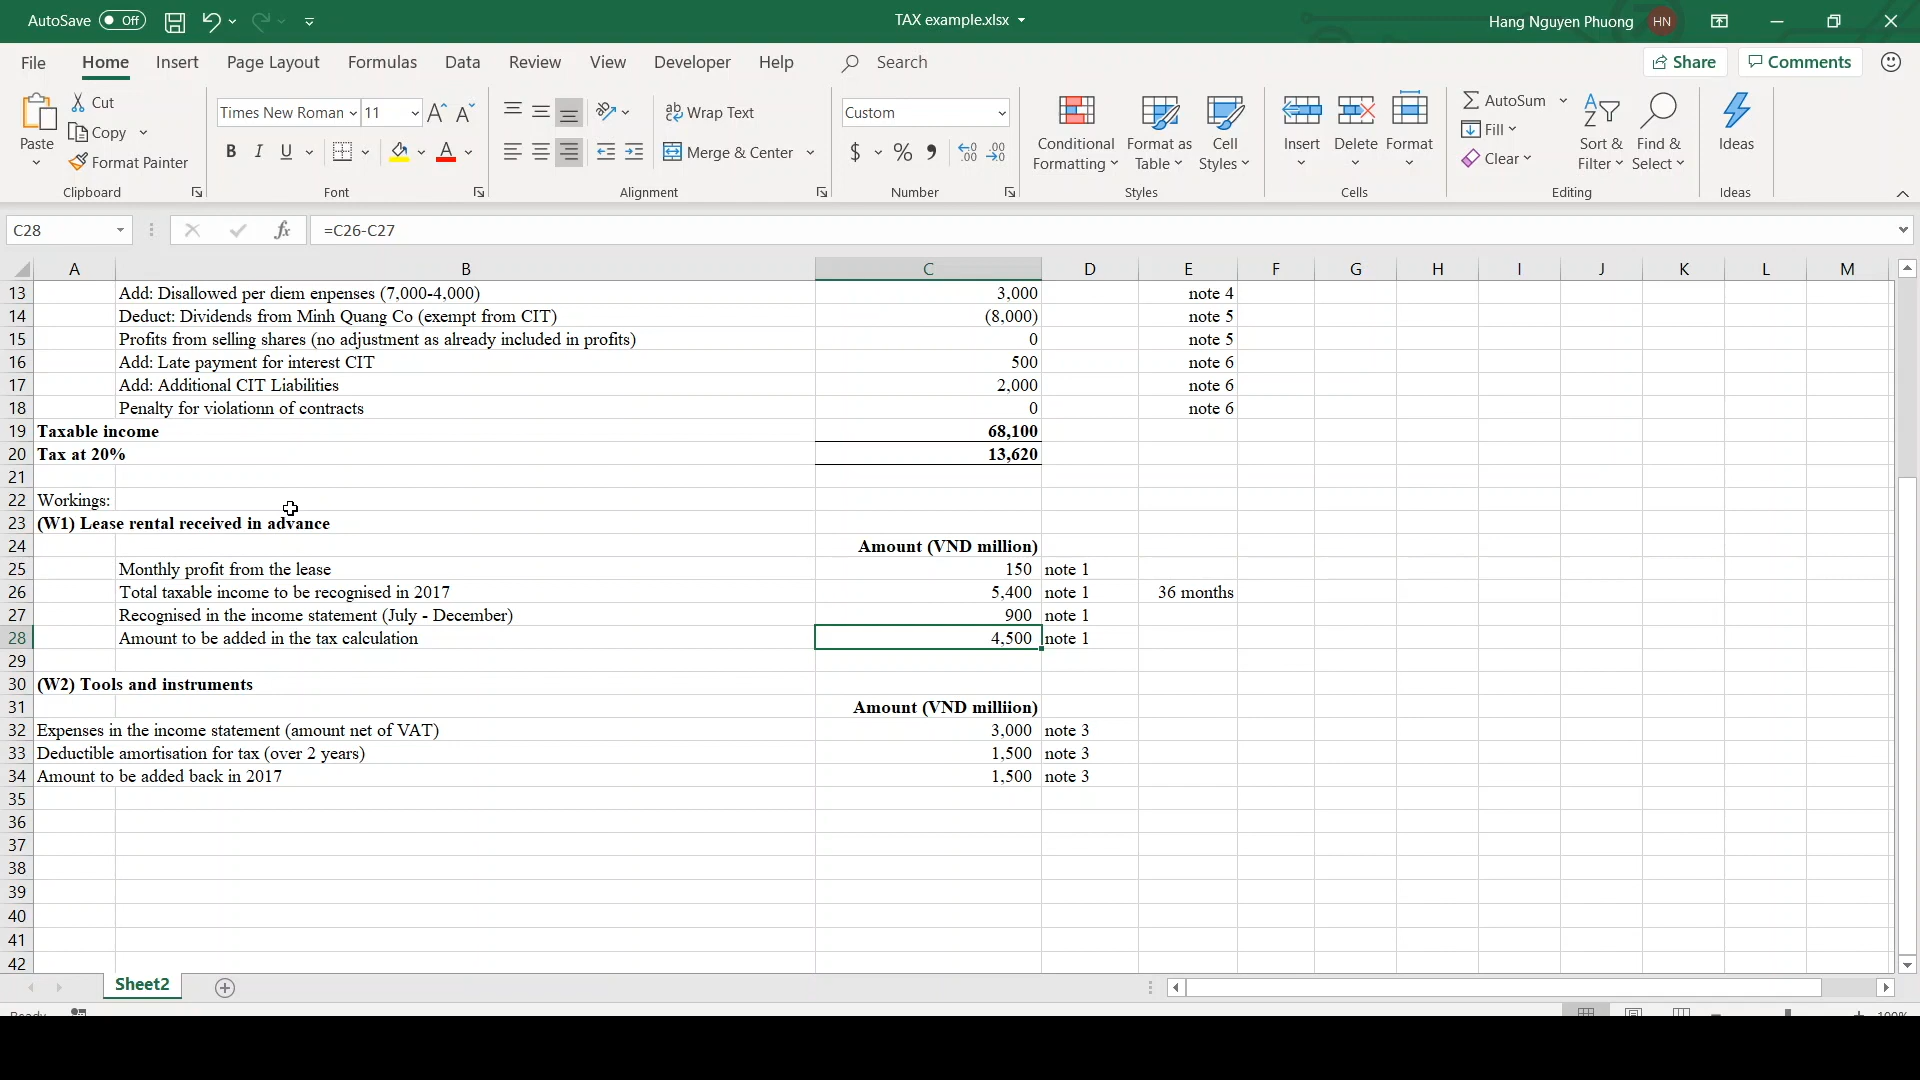 AutoSave Off TAX example.xlsx Hang Nguyen Phuong HN
File Home Insert Page Layout Formulas Data Review View Developer Help Search Share Comments
Paste Cut Copy Format Painter Clipboard
Times New Roman 11 B I U A Font
Wrap Text Merge & Center Alignment
Custom $ % Number
Conditional Formatting Format as Table Cell Styles Styles
Insert Delete Format Cells
AutoSum Fill Clear Sort & Filter Find & Select Editing
Ideas Ideas
C28 fx =C26-C27
A B C D E F G H I J K L M
13 Add: Disallowed per diem enpenses (7,000-4,000) 3,000 note 4
14 Deduct: Dividends from Minh Quang Co (exempt from CIT) (8,000) note 5
15 Profits from selling shares (no adjustment as already included in profits) 0 note 5
16 Add: Late payment for interest CIT 500 note 6
17 Add: Additional CIT Liabilities 2,000 note 6
18 Penalty for violationn of contracts 0 note 6
19 Taxable income 68,100
20 Tax at 20% 13,620
21
22 Workings:
23 (W1) Lease rental received in advance
24 Amount (VND million)
25 Monthly profit from the lease 150 note 1
26 Total taxable income to be recognised in 2017 5,400 note 1 36 months
27 Recognised in the income statement (July - December) 900 note 1
28 Amount to be added in the tax calculation 4,500 note 1
29
30 (W2) Tools and instruments
31 Amount (VND milliion)
32 Expenses in the income statement (amount net of VAT) 3,000 note 3
33 Deductible amortisation for tax (over 2 years) 1,500 note 3
34 Amount to be added back in 2017 1,500 note 3
35
36
37
38
39
40
41
42
Sheet2